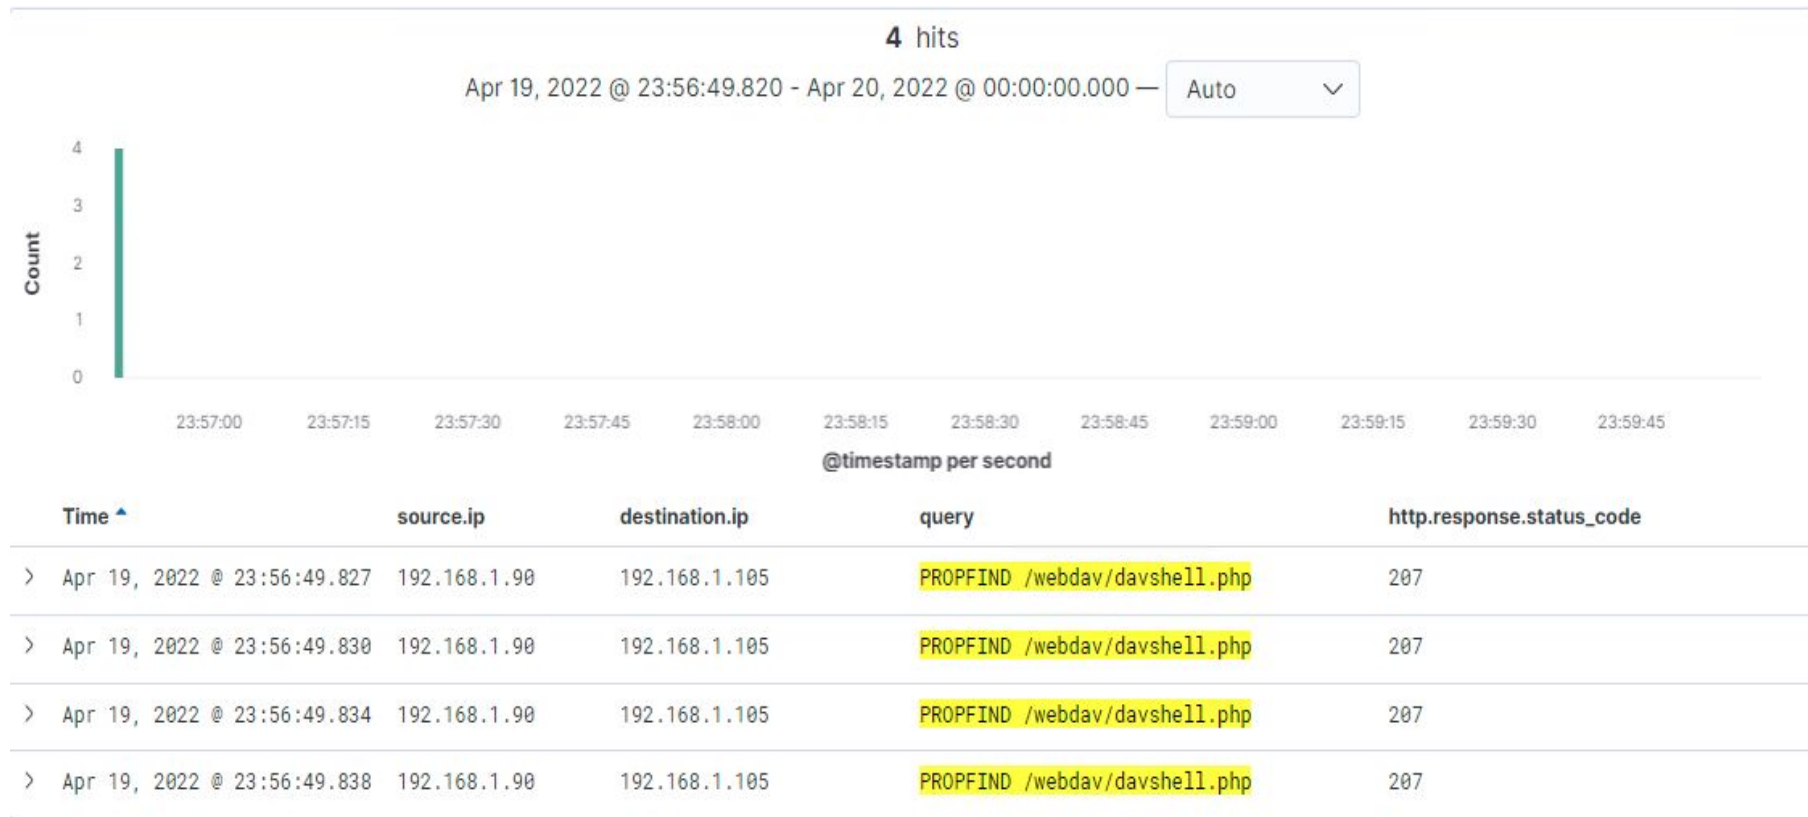 4 hits
Apr 19, 2022 @ 23:56:49.820 - Apr 20, 2022 @ 00:00:00.000 — Auto
4
3
2
1
0
Count
23:57:00 23:57:15 23:57:30 23:57:45 23:58:00 23:58:15 23:58:30 23:58:45 23:59:00 23:59:15 23:59:30 23:59:45
@timestamp per second
Time source.ip destination.ip query http.response.status_code
Apr 19, 2022 @ 23:56:49.827 192.168.1.90 192.168.1.105 PROPFIND /webdav/davshell.php 207
Apr 19, 2022 @ 23:56:49.830 192.168.1.90 192.168.1.105 PROPFIND /webdav/davshell.php 207
Apr 19, 2022 @ 23:56:49.834 192.168.1.90 192.168.1.105 PROPFIND /webdav/davshell.php 207
Apr 19, 2022 @ 23:56:49.838 192.168.1.90 192.168.1.105 PROPFIND /webdav/davshell.php 207